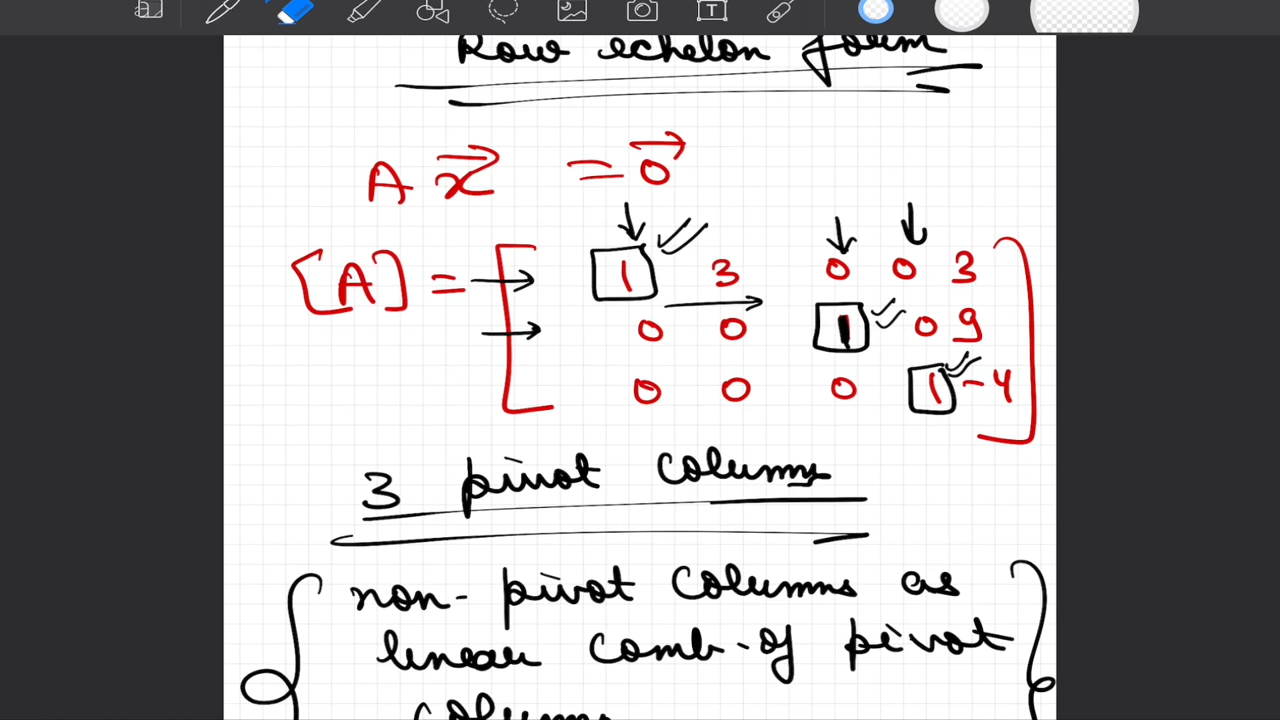 Row echelon form
A x⃗ = 0⃗
[A] = [ 1 3 0 0 3
0 0 1 0 9
0 0 0 1 -4 ]
3 pivot columns
non-pivot columns as
linear comb-of pivot
columns